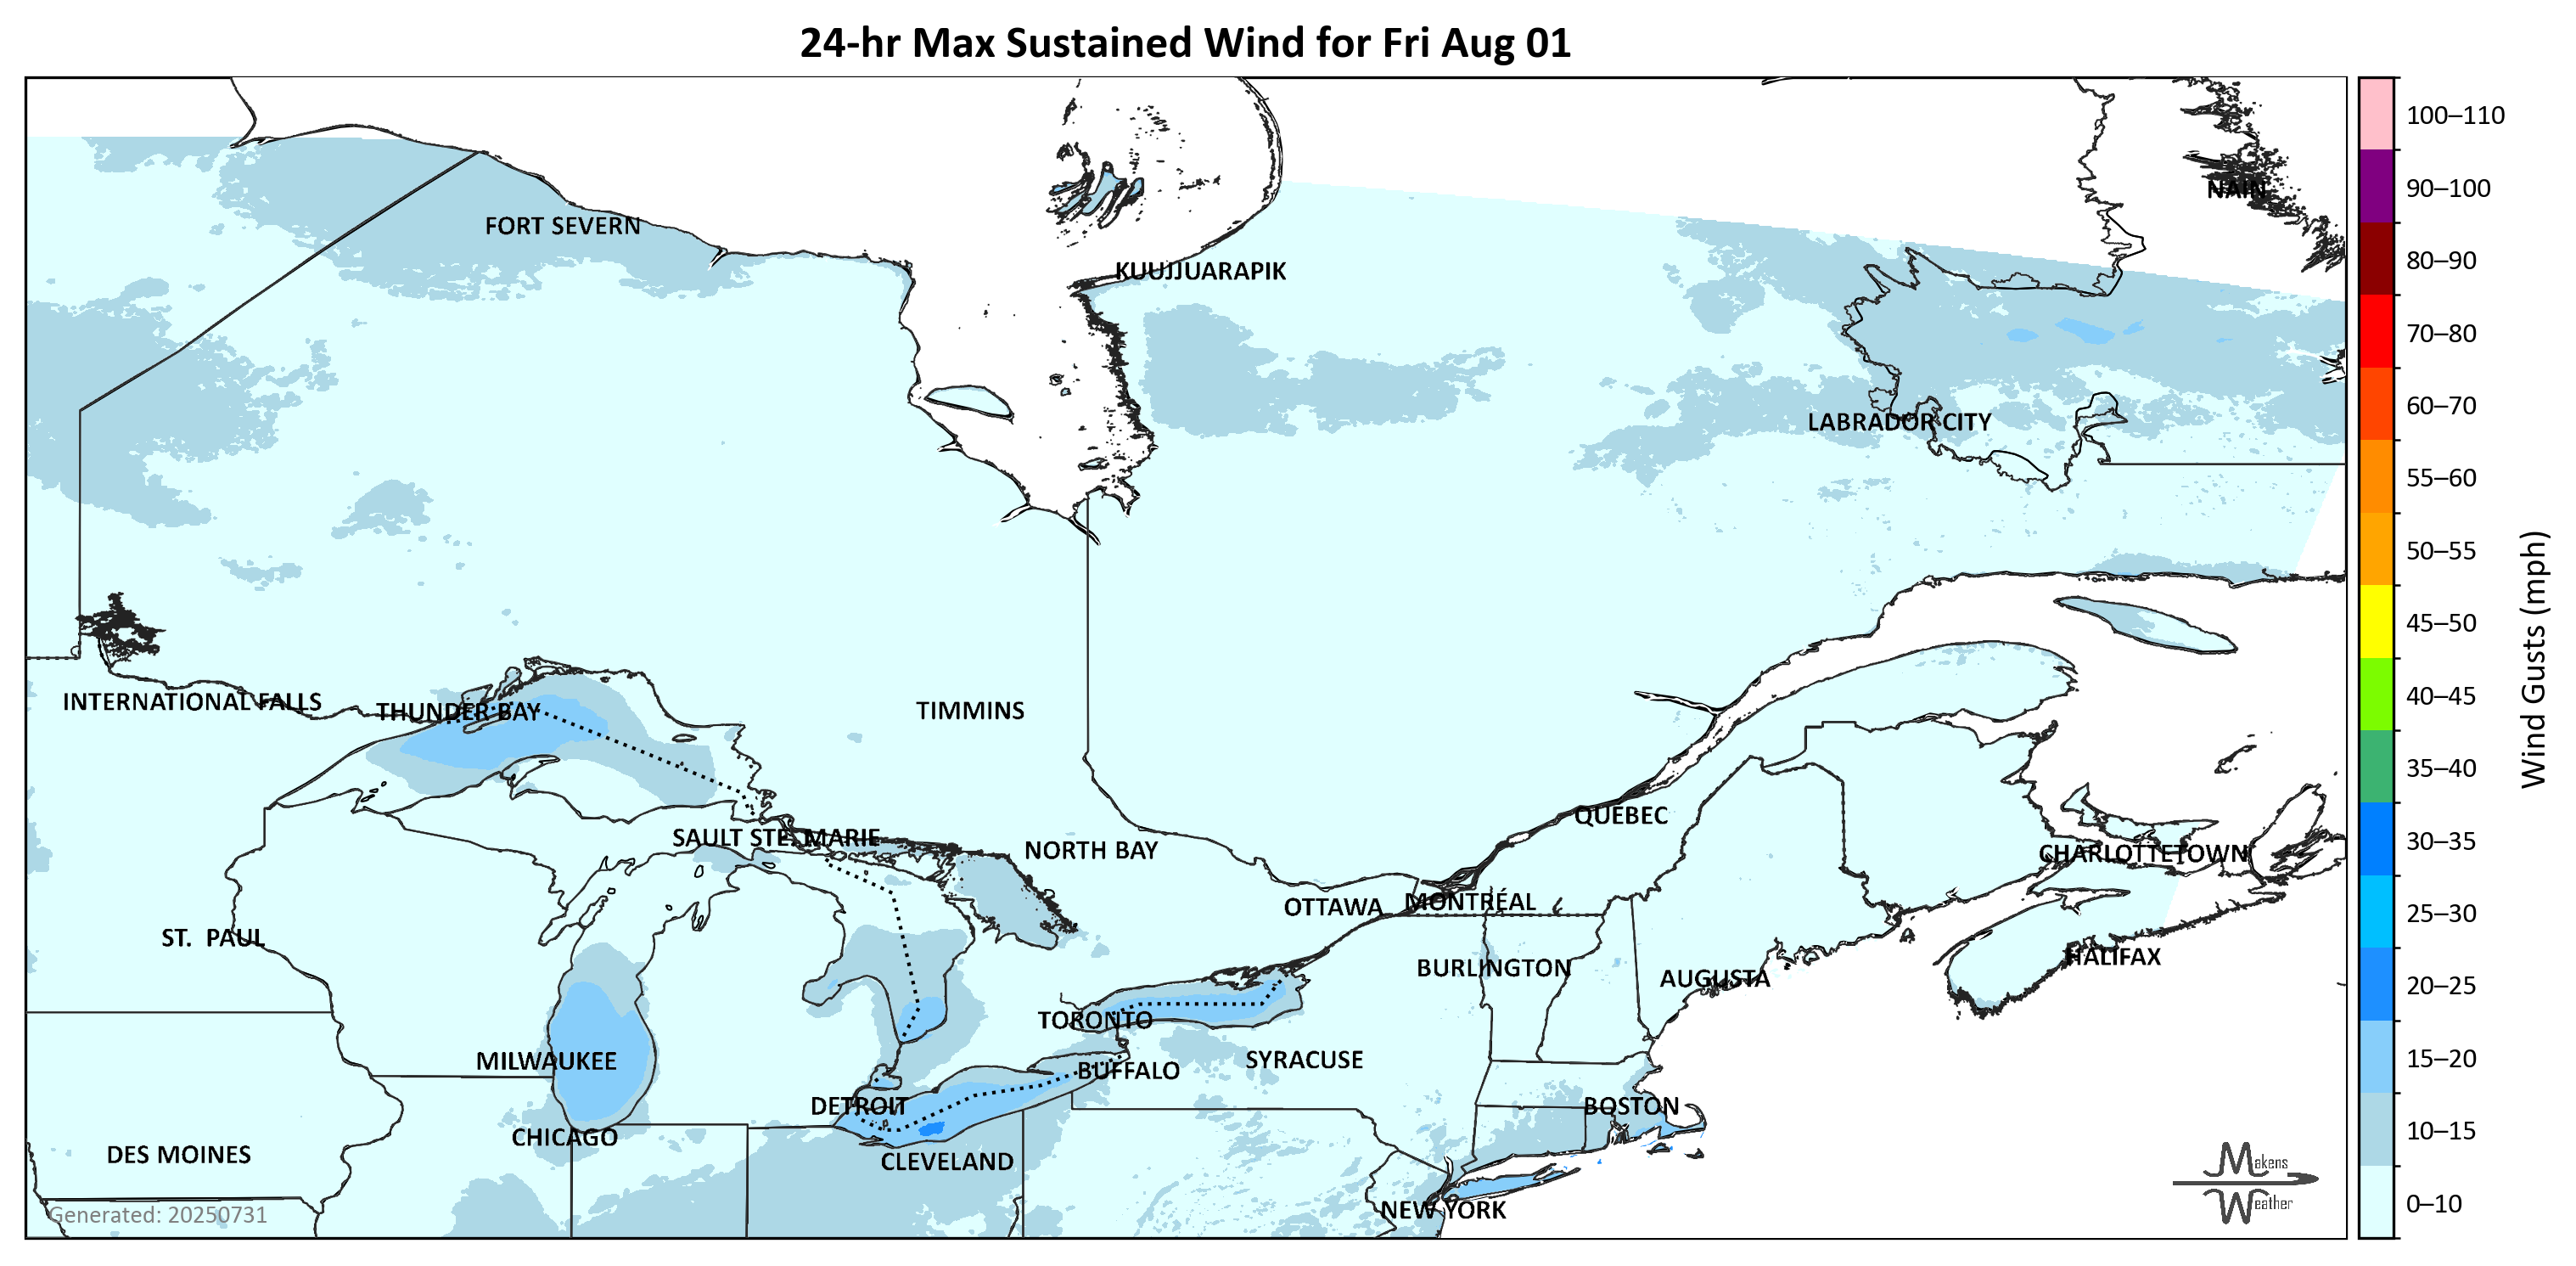 24-hr Max Sustained Wind for Fri Aug 01
100–110
NAIN
90–100
FORT SEVERN
80–90
KUUJJUARAPIK
70–80
60–70
LABRADOR CITY
55–60
50–55
45–50
Wind Gusts (mph)
40–45
INTERNATIONAL FALLS
THUNDER BAY
TIMMINS
35–40
QUÉBEC
30–35
SAULT STE. MARIE
NORTH BAY
CHARLOTTETOWN
OTTAWA
MONTRÉAL
25–30
ST. PAUL
HALIFAX
BURLINGTON
AUGUSTA
20–25
TORONTO
MILWAUKEE
SYRACUSE
15–20
BUFFALO
DETROIT
BOSTON
CHICAGO
10–15
DES MOINES
CLEVELAND
Makens
Weather
NEW YORK
0–10
Generated: 20250731